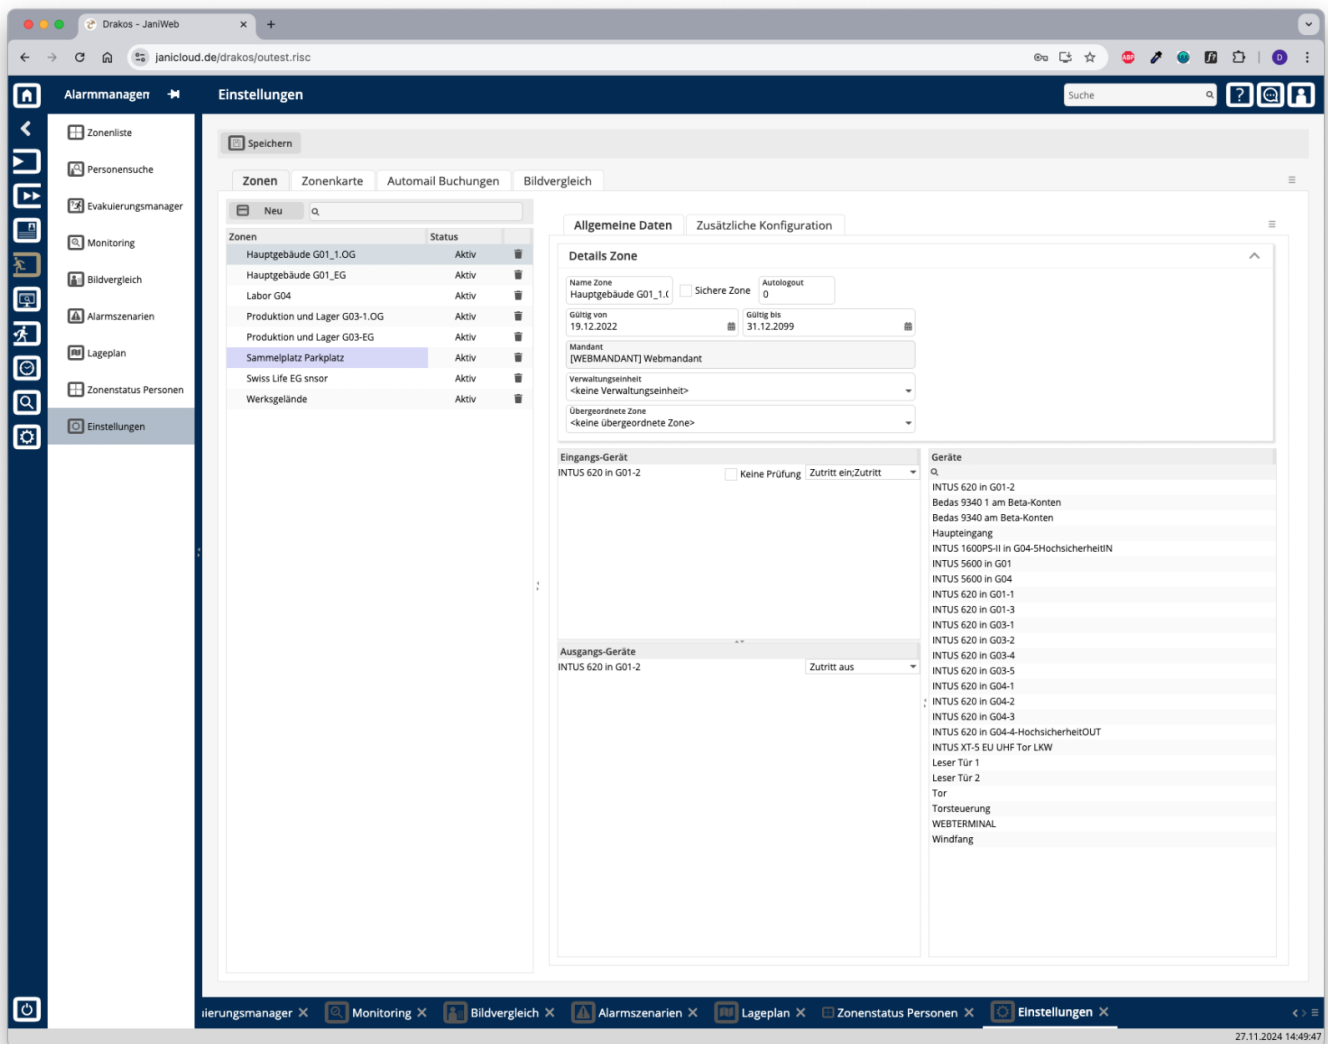 Drakos - JaniWeb
janicloud.de/drakos/outest.risc
ABP
D
Alarmmanagen
Einstellungen
Suche
Zonenliste
Personensuche
Evakuierungsmanager
Monitoring
Bildvergleich
Alarmszenarien
Lageplan
Zonenstatus Personen
Einstellungen
Speichern
Zonen Zonenkarte Automail Buchungen Bildvergleich
Neu
Zonen Status
Hauptgebäude G01_1.OG Aktiv
Hauptgebäude G01_EG Aktiv
Labor G04 Aktiv
Produktion und Lager G03-1.OG Aktiv
Produktion und Lager G03-EG Aktiv
Sammelplatz Parkplatz Aktiv
Swiss Life EG snsor Aktiv
Werksgelände Aktiv
Allgemeine Daten Zusätzliche Konfiguration
Details Zone
Name Zone
Hauptgebäude G01_1.(
Sichere Zone
Autologout
0
Gültig von
19.12.2022
Gültig bis
31.12.2099
Mandant
[WEBMANDANT] Webmandant
Verwaltungseinheit
<keine Verwaltungseinheit>
Übergeordnete Zone
<keine übergeordnete Zone>
Eingangs-Gerät
INTUS 620 in G01-2 Keine Prüfung Zutritt ein;Zutritt
Ausgangs-Geräte
INTUS 620 in G01-2 Zutritt aus
Geräte
INTUS 620 in G01-2
Bedas 9340 1 am Beta-Konten
Bedas 9340 am Beta-Konten
Haupteingang
INTUS 1600PS-II in G04-5HochsicherheitIN
INTUS 5600 in G01
INTUS 5600 in G04
INTUS 620 in G01-1
INTUS 620 in G01-3
INTUS 620 in G03-1
INTUS 620 in G03-2
INTUS 620 in G03-4
INTUS 620 in G03-5
INTUS 620 in G04-1
INTUS 620 in G04-2
INTUS 620 in G04-3
INTUS 620 in G04-4-HochsicherheitOUT
INTUS XT-5 EU UHF Tor LKW
Leser Tür 1
Leser Tür 2
Tor
Torsteuerung
WEBTERMINAL
Windfang
ierungsmanager Monitoring Bildvergleich Alarmszenarien Lageplan Zonenstatus Personen Einstellungen
27.11.2024 14:49:47